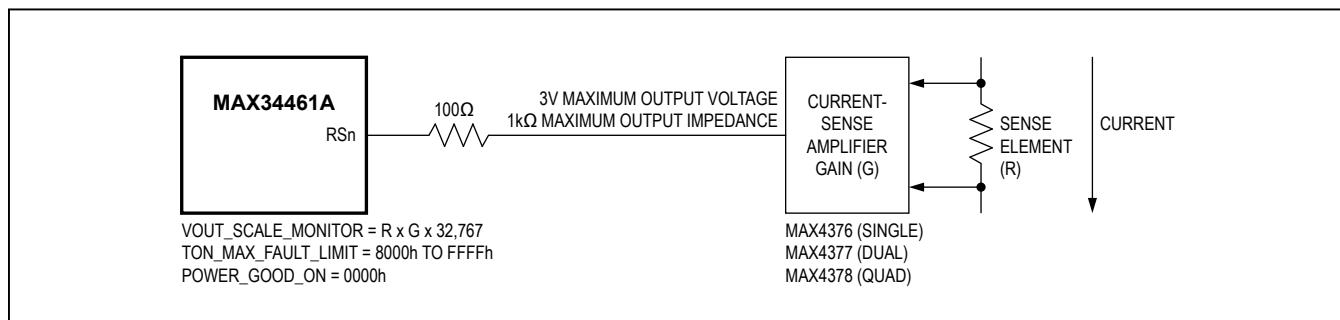 MAX34461A
RSn
100Ω
3V MAXIMUM OUTPUT VOLTAGE
1kΩ MAXIMUM OUTPUT IMPEDANCE
CURRENT-
SENSE
AMPLIFIER
GAIN (G)
SENSE
ELEMENT
(R)
CURRENT
VOUT_SCALE_MONITOR = R x G x 32,767
TON_MAX_FAULT_LIMIT = 8000h TO FFFFh
POWER_GOOD_ON = 0000h
MAX4376 (SINGLE)
MAX4377 (DUAL)
MAX4378 (QUAD)